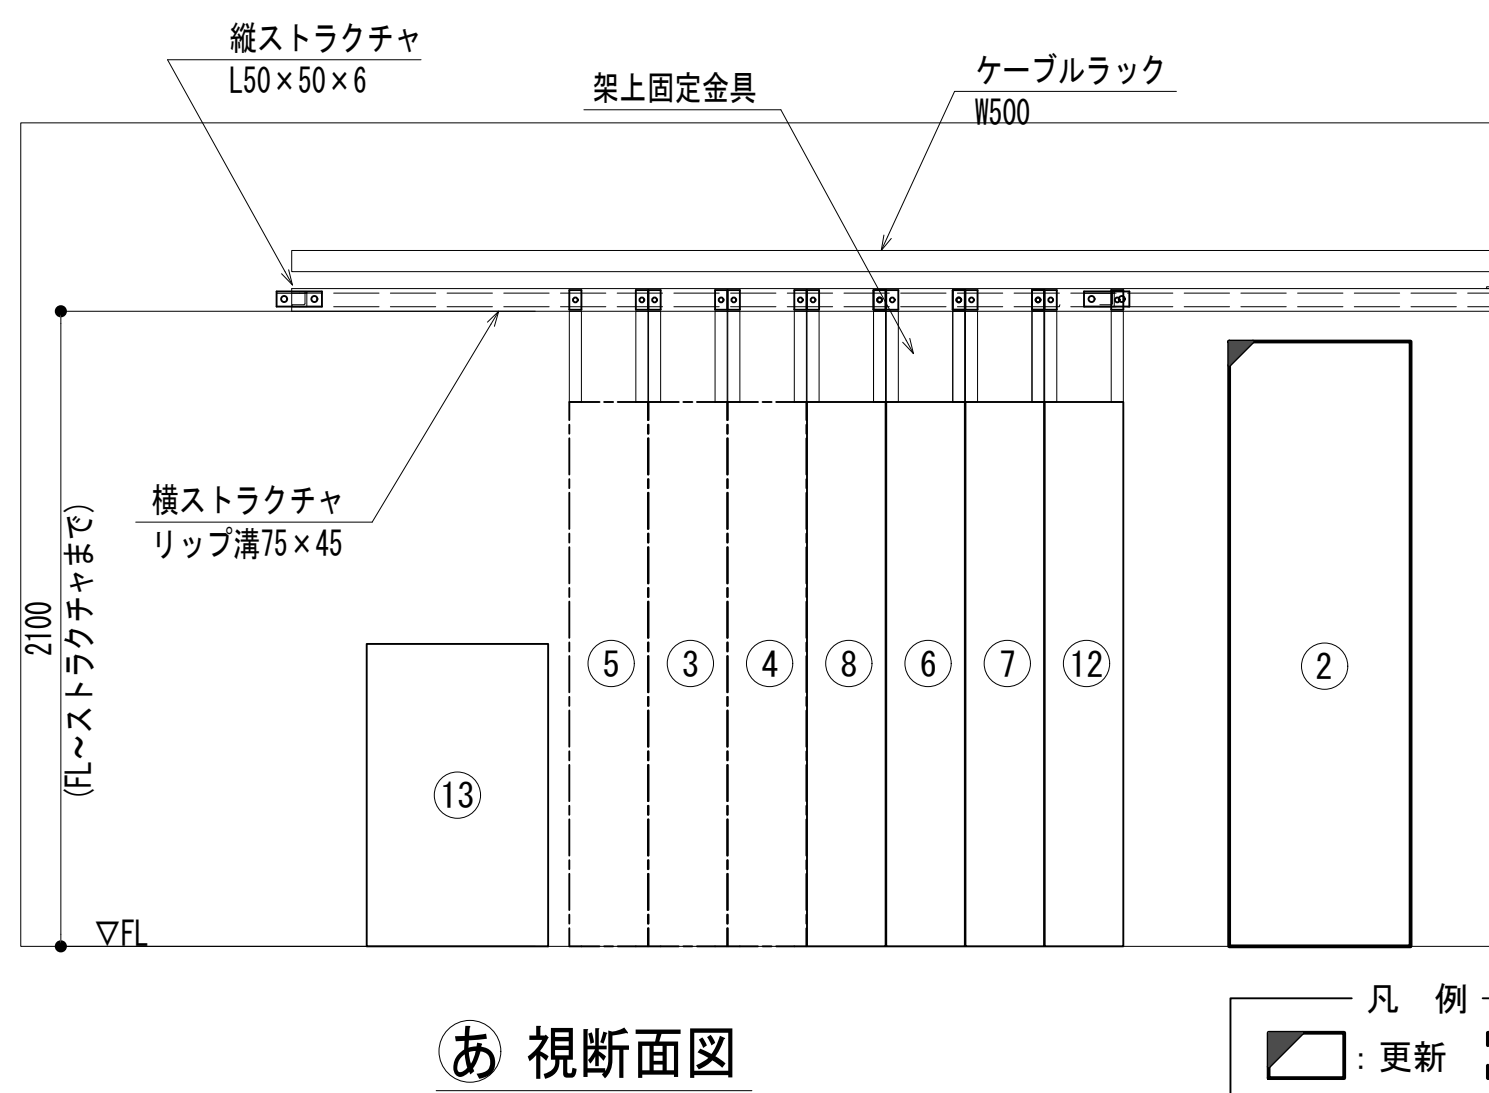 縦ストラクチャ
L50×50×6
架上固定金具
ケーブルラック
W500
横ストラクチャ
リップ溝75×45
2100
(FL~ストラクチャまで)
▽FL
⑬
⑤
③
④
⑧
⑥
⑦
⑫
②
あ 視断面図
凡 例
: 更新